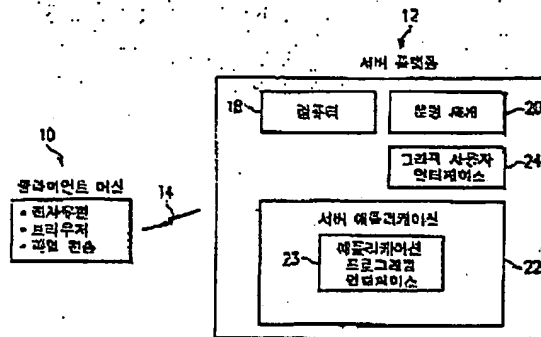 12
서버 플랫폼
18
컴퓨터
운영 체계
20
10
그래픽 사용자
인터페이스
24
클라이언트 머신
• 전자우편
• 브라우저
• 파일 전송
14
서버 애플리케이션
23
애플리케이션
프로그램
인터페이스
22